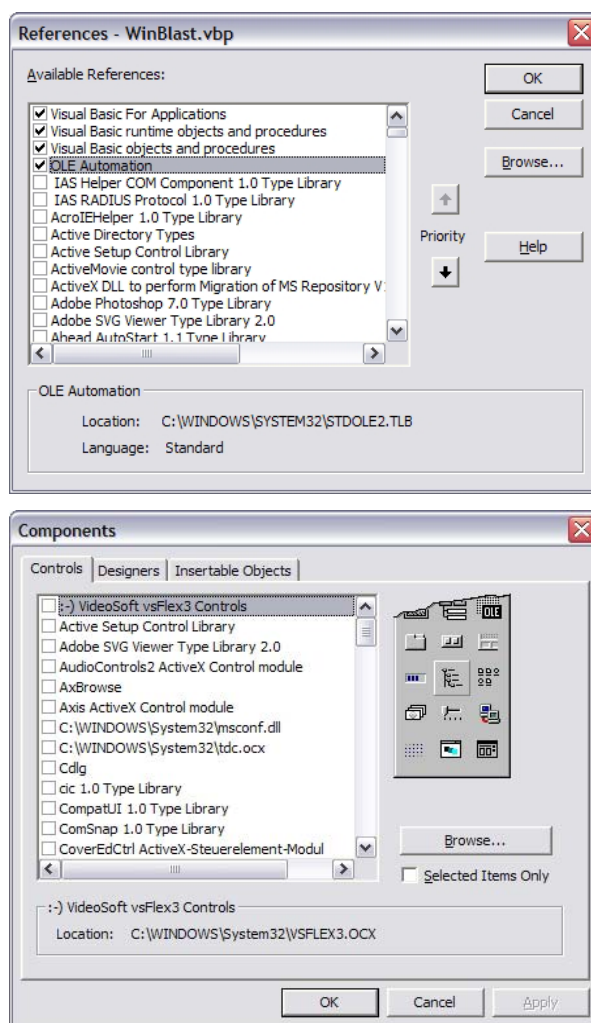 References - WinBlast.vbp
Available References:
OK
Cancel
Browse...
Priority
Help
Visual Basic For Applications
Visual Basic runtime objects and procedures
Visual Basic objects and procedures
OLE Automation
IAS Helper COM Component 1.0 Type Library
IAS RADIUS Protocol 1.0 Type Library
AcroIEHelper 1.0 Type Library
Active Directory Types
Active Setup Control Library
ActiveMovie control type library
ActiveX DLL to perform Migration of MS Repository V
Adobe Photoshop 7.0 Type Library
Adobe SVG Viewer Type Library 2.0
Ahead AutoStart 1.1 Type Library
OLE Automation
Location: C:\WINDOWS\SYSTEM32\STDOLE2.TLB
Language: Standard
Components
Controls Designers Insertable Objects
:-) VideoSoft vsFlex3 Controls
Active Setup Control Library
Adobe SVG Viewer Type Library 2.0
AudioControls2 ActiveX Control module
AxBrowse
Axis ActiveX Control module
C:\WINDOWS\System32\msconf.dll
C:\WINDOWS\System32\tdc.ocx
Cdlg
cic 1.0 Type Library
CompatUI 1.0 Type Library
ComSnap 1.0 Type Library
CoverEdCtrl ActiveX-Steuerelement-Modul
OLE
Browse...
Selected Items Only
:-) VideoSoft vsFlex3 Controls
Location: C:\WINDOWS\System32\VSFLEX3.OCX
OK Cancel Apply